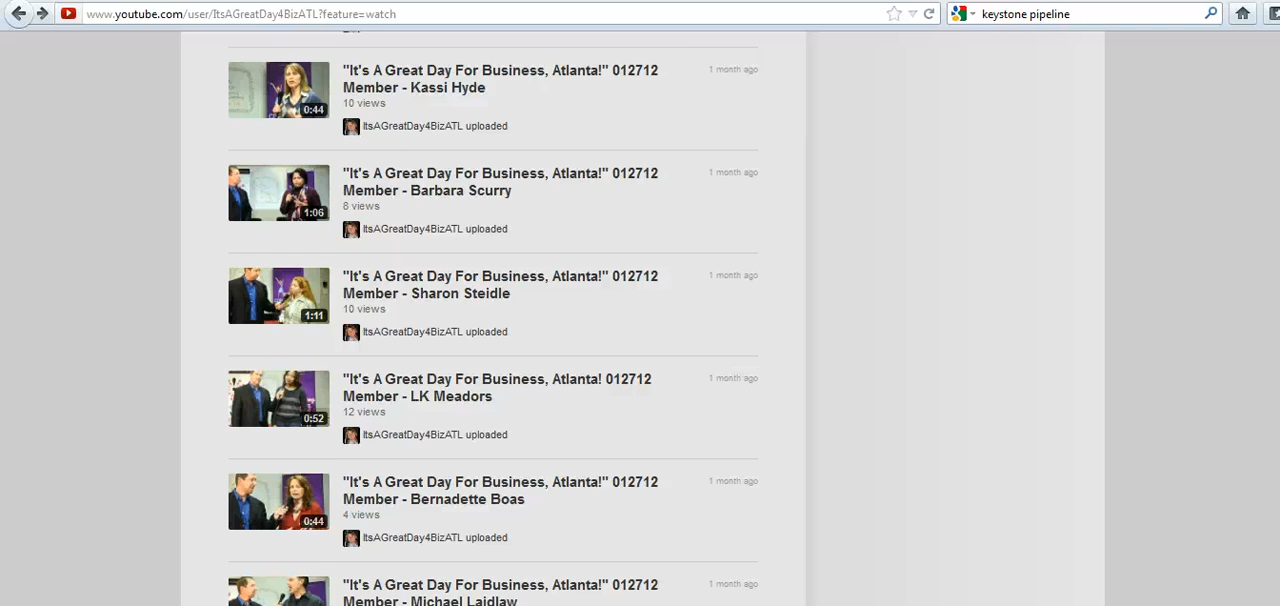 www.youtube.com/user/ItsAGreatDay4BizATL?feature=watch
keystone pipeline
"It's A Great Day For Business, Atlanta!" 012712
1 month ago
Member - Kassi Hyde
10 views
0:44
ItsAGreatDay4BizATL uploaded
"It's A Great Day For Business, Atlanta!" 012712
1 month ago
Member - Barbara Scurry
8 views
1:06
ItsAGreatDay4BizATL uploaded
"It's A Great Day For Business, Atlanta!" 012712
1 month ago
Member - Sharon Steidle
10 views
1:11
ItsAGreatDay4BizATL uploaded
"It's A Great Day For Business, Atlanta! 012712
1 month ago
Member - LK Meadors
12 views
0:52
ItsAGreatDay4BizATL uploaded
"It's A Great Day For Business, Atlanta!" 012712
1 month ago
Member - Bernadette Boas
4 views
0:44
ItsAGreatDay4BizATL uploaded
"It's A Great Day For Business, Atlanta!" 012712
1 month ago
Member - Michael Laidlaw